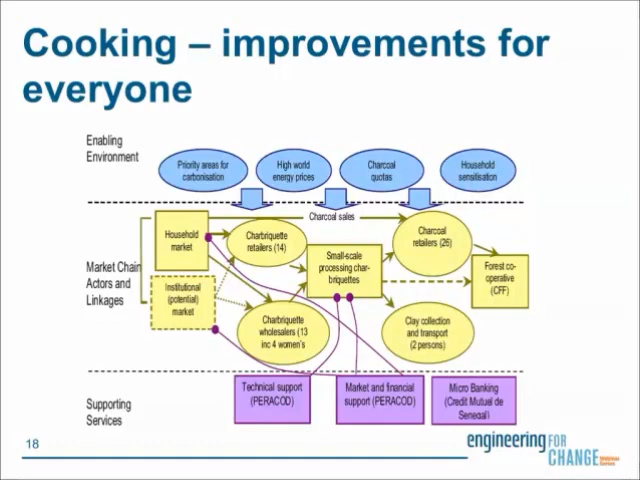 Cooking – improvements for
everyone
Enabling
Environment
Priority areas for
carbonisation
High world
energy prices
Charcoal
quotas
Household
sensitisation
Charcoal sales
Household
market
Charbriquette
retailers (14)
Charcoal
retailers (26)
Small-scale
processing char-
briquettes
Forest co-
operative
(CFF)
Market Chain
Actors and
Linkages
Institutional
(potential)
market
Charbriquette
wholesalers (13
inc 4 women's
Clay collection
and transport
(2 persons)
Supporting
Services
Technical support
(PERACOD)
Market and financial
support (PERACOD)
Micro Banking
(Credit Mutuel de
Senegal)
18
engineering FOR
CHANGE Webinar
Series